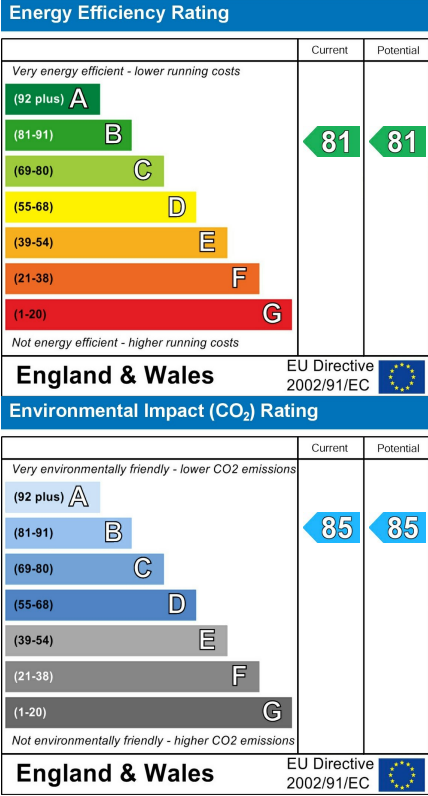 Energy Efficiency Rating
Current Potential
Very energy efficient - lower running costs
(92 plus) A
(81-91) B
81 81
(69-80) C
(55-68) D
(39-54) E
(21-38) F
(1-20) G
Not energy efficient - higher running costs
England & Wales
EU Directive
2002/91/EC
Environmental Impact (CO₂) Rating
Current Potential
Very environmentally friendly - lower CO2 emissions
(92 plus) A
(81-91) B
85 85
(69-80) C
(55-68) D
(39-54) E
(21-38) F
(1-20) G
Not environmentally friendly - higher CO2 emissions
England & Wales
EU Directive
2002/91/EC